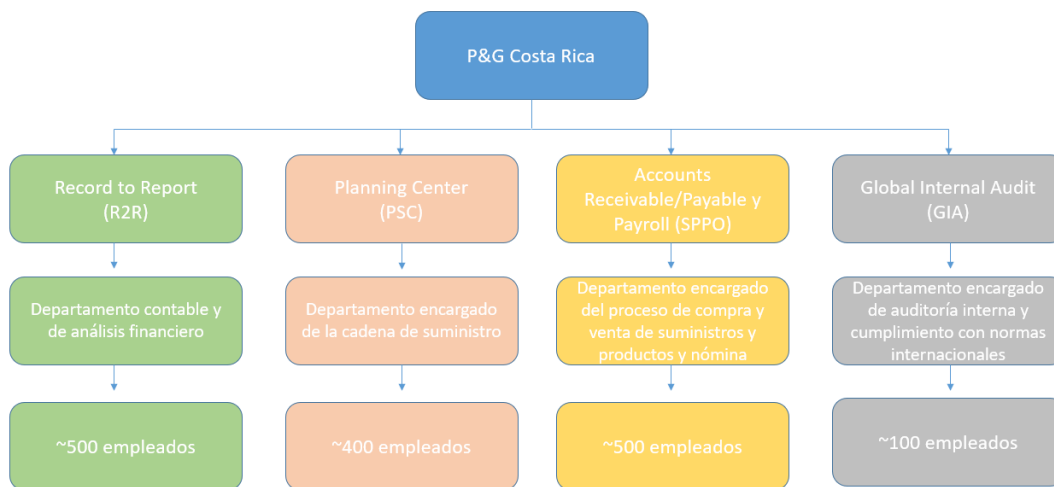 P&G Costa Rica
Record to Report
(R2R)
Planning Center
(PSC)
Accounts
Receivable/Payable y
Payroll (SPPO)
Global Internal Audit
(GIA)
Departamento contable y
de análisis financiero
Departamento encargado
de la cadena de suministro
Departamento encargado
del proceso de compra y
venta de suministros y
productos y nómina
Departamento encargado
de auditoría interna y
cumplimiento con normas
internacionales
~500 empleados
~400 empleados
~500 empleados
~100 empleados